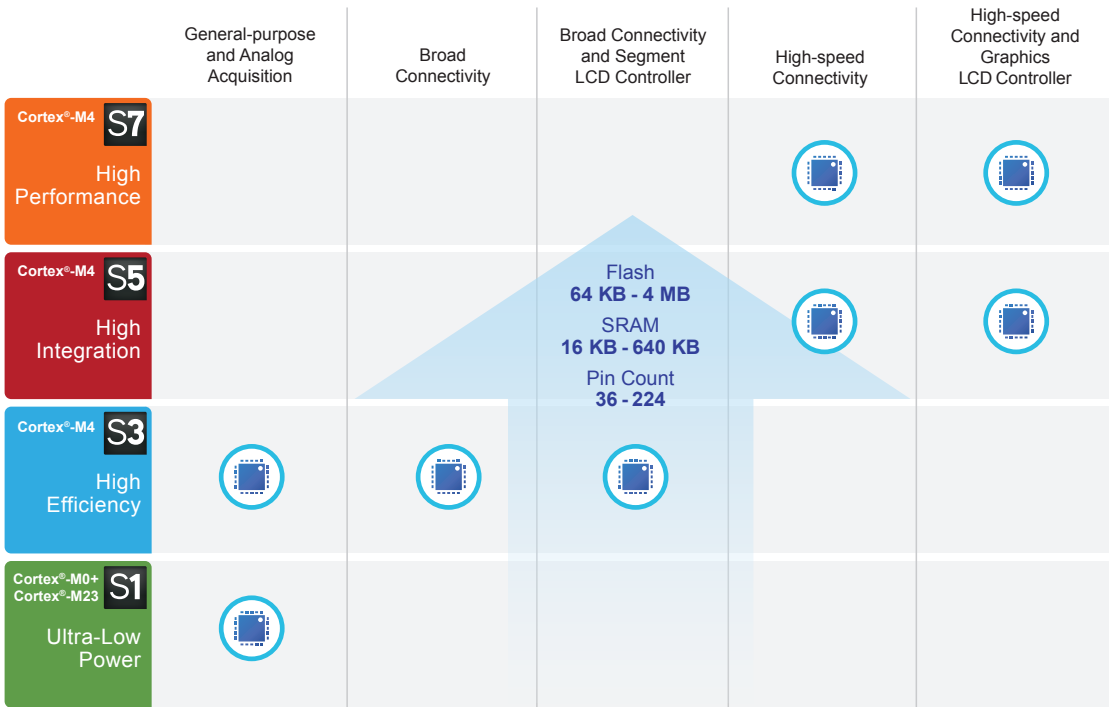 General-purpose
and Analog
Acquisition
Broad
Connectivity
Broad Connectivity
and Segment
LCD Controller
High-speed
Connectivity
High-speed
Connectivity and
Graphics
LCD Controller
Cortex®-M4
S7
High
Performance
Cortex®-M4
S5
High
Integration
Flash
64 KB - 4 MB
SRAM
16 KB - 640 KB
Pin Count
36 - 224
Cortex®-M4
S3
High
Efficiency
Cortex®-M0+
Cortex®-M23
S1
Ultra-Low
Power